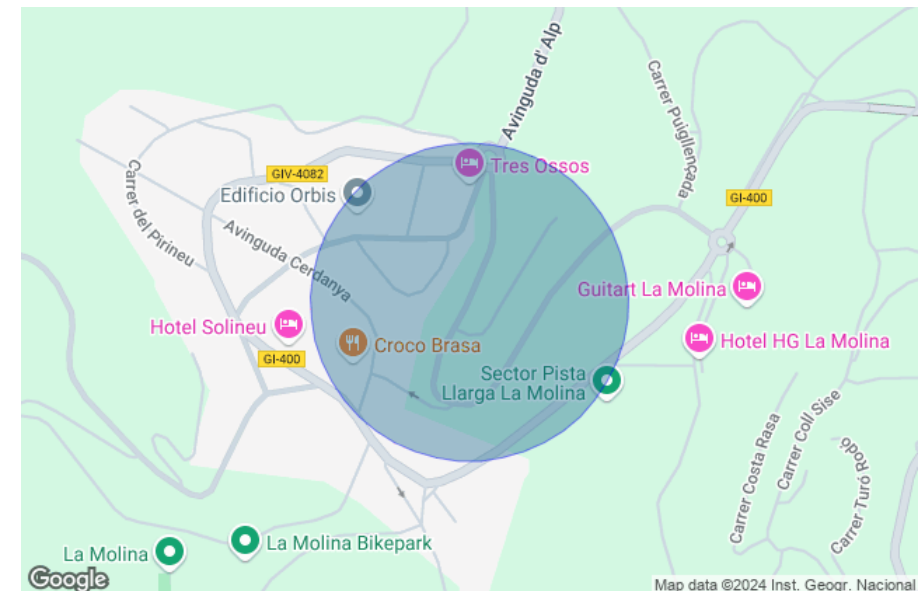 Avinguda d' Alp
Carrer Puigllençada
Tres Ossos
GIV-4082
Edificio Orbis
GI-400
Carrer del Pirineu
Avinguda Cerdanya
Guitart La Molina
Hotel Solineu
Croco Brasa
Hotel HG La Molina
GI-400
Sector Pista
Llarga La Molina
Carrer Costa Rasa
Carrer Coll Sise
Carrer Turó Rodó
La Molina Bikepark
La Molina
Google
Map data ©2024 Inst. Geogr. Nacional